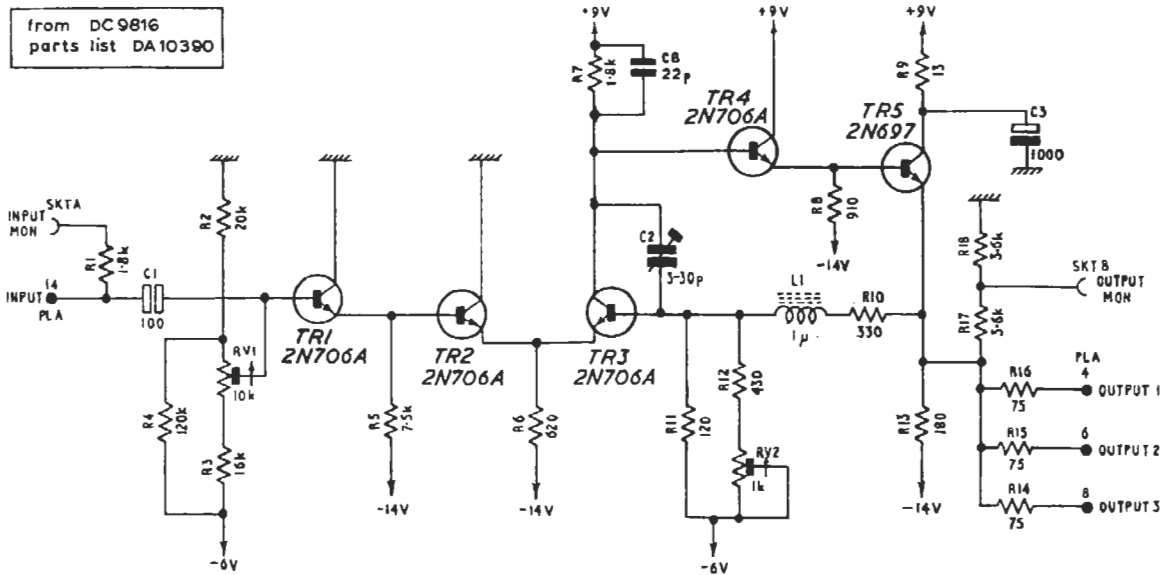 from DC9816
parts list DA10390
+9V
+9V
+9V
R7
1·8k
C8
22p
R9
13
TR4
2N706A
TR5
2N697
C3
1000
INPUT
MON
SKTA
R1
1·8k
R2
20k
C2
3-30p
R8
910
-14V
R18
3·6k
SKT B
OUTPUT
MON
INPUT
14
PLA
C1
100
L1
1µ
R10
330
R17
TR1
2N706A
TR2
2N706A
TR3
2N706A
RV1
10k
R4
120k
R3
16k
R5
7·5k
R6
620
R11
120
R12
430
RV2
1k
R13
180
PLA
R16
75
4
OUTPUT 1
R15
75
6
OUTPUT 2
R14
75
8
OUTPUT 3
-14V
-14V
-14V
-6V
-6V